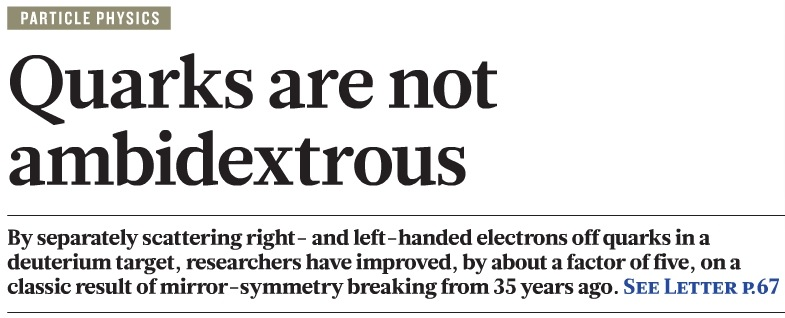 PARTICLE PHYSICS
Quarks are not
ambidextrous
By separately scattering right- and left-handed electrons off quarks in a
deuterium target, researchers have improved, by about a factor of five, on a
classic result of mirror-symmetry breaking from 35 years ago. SEE LETTER P.67